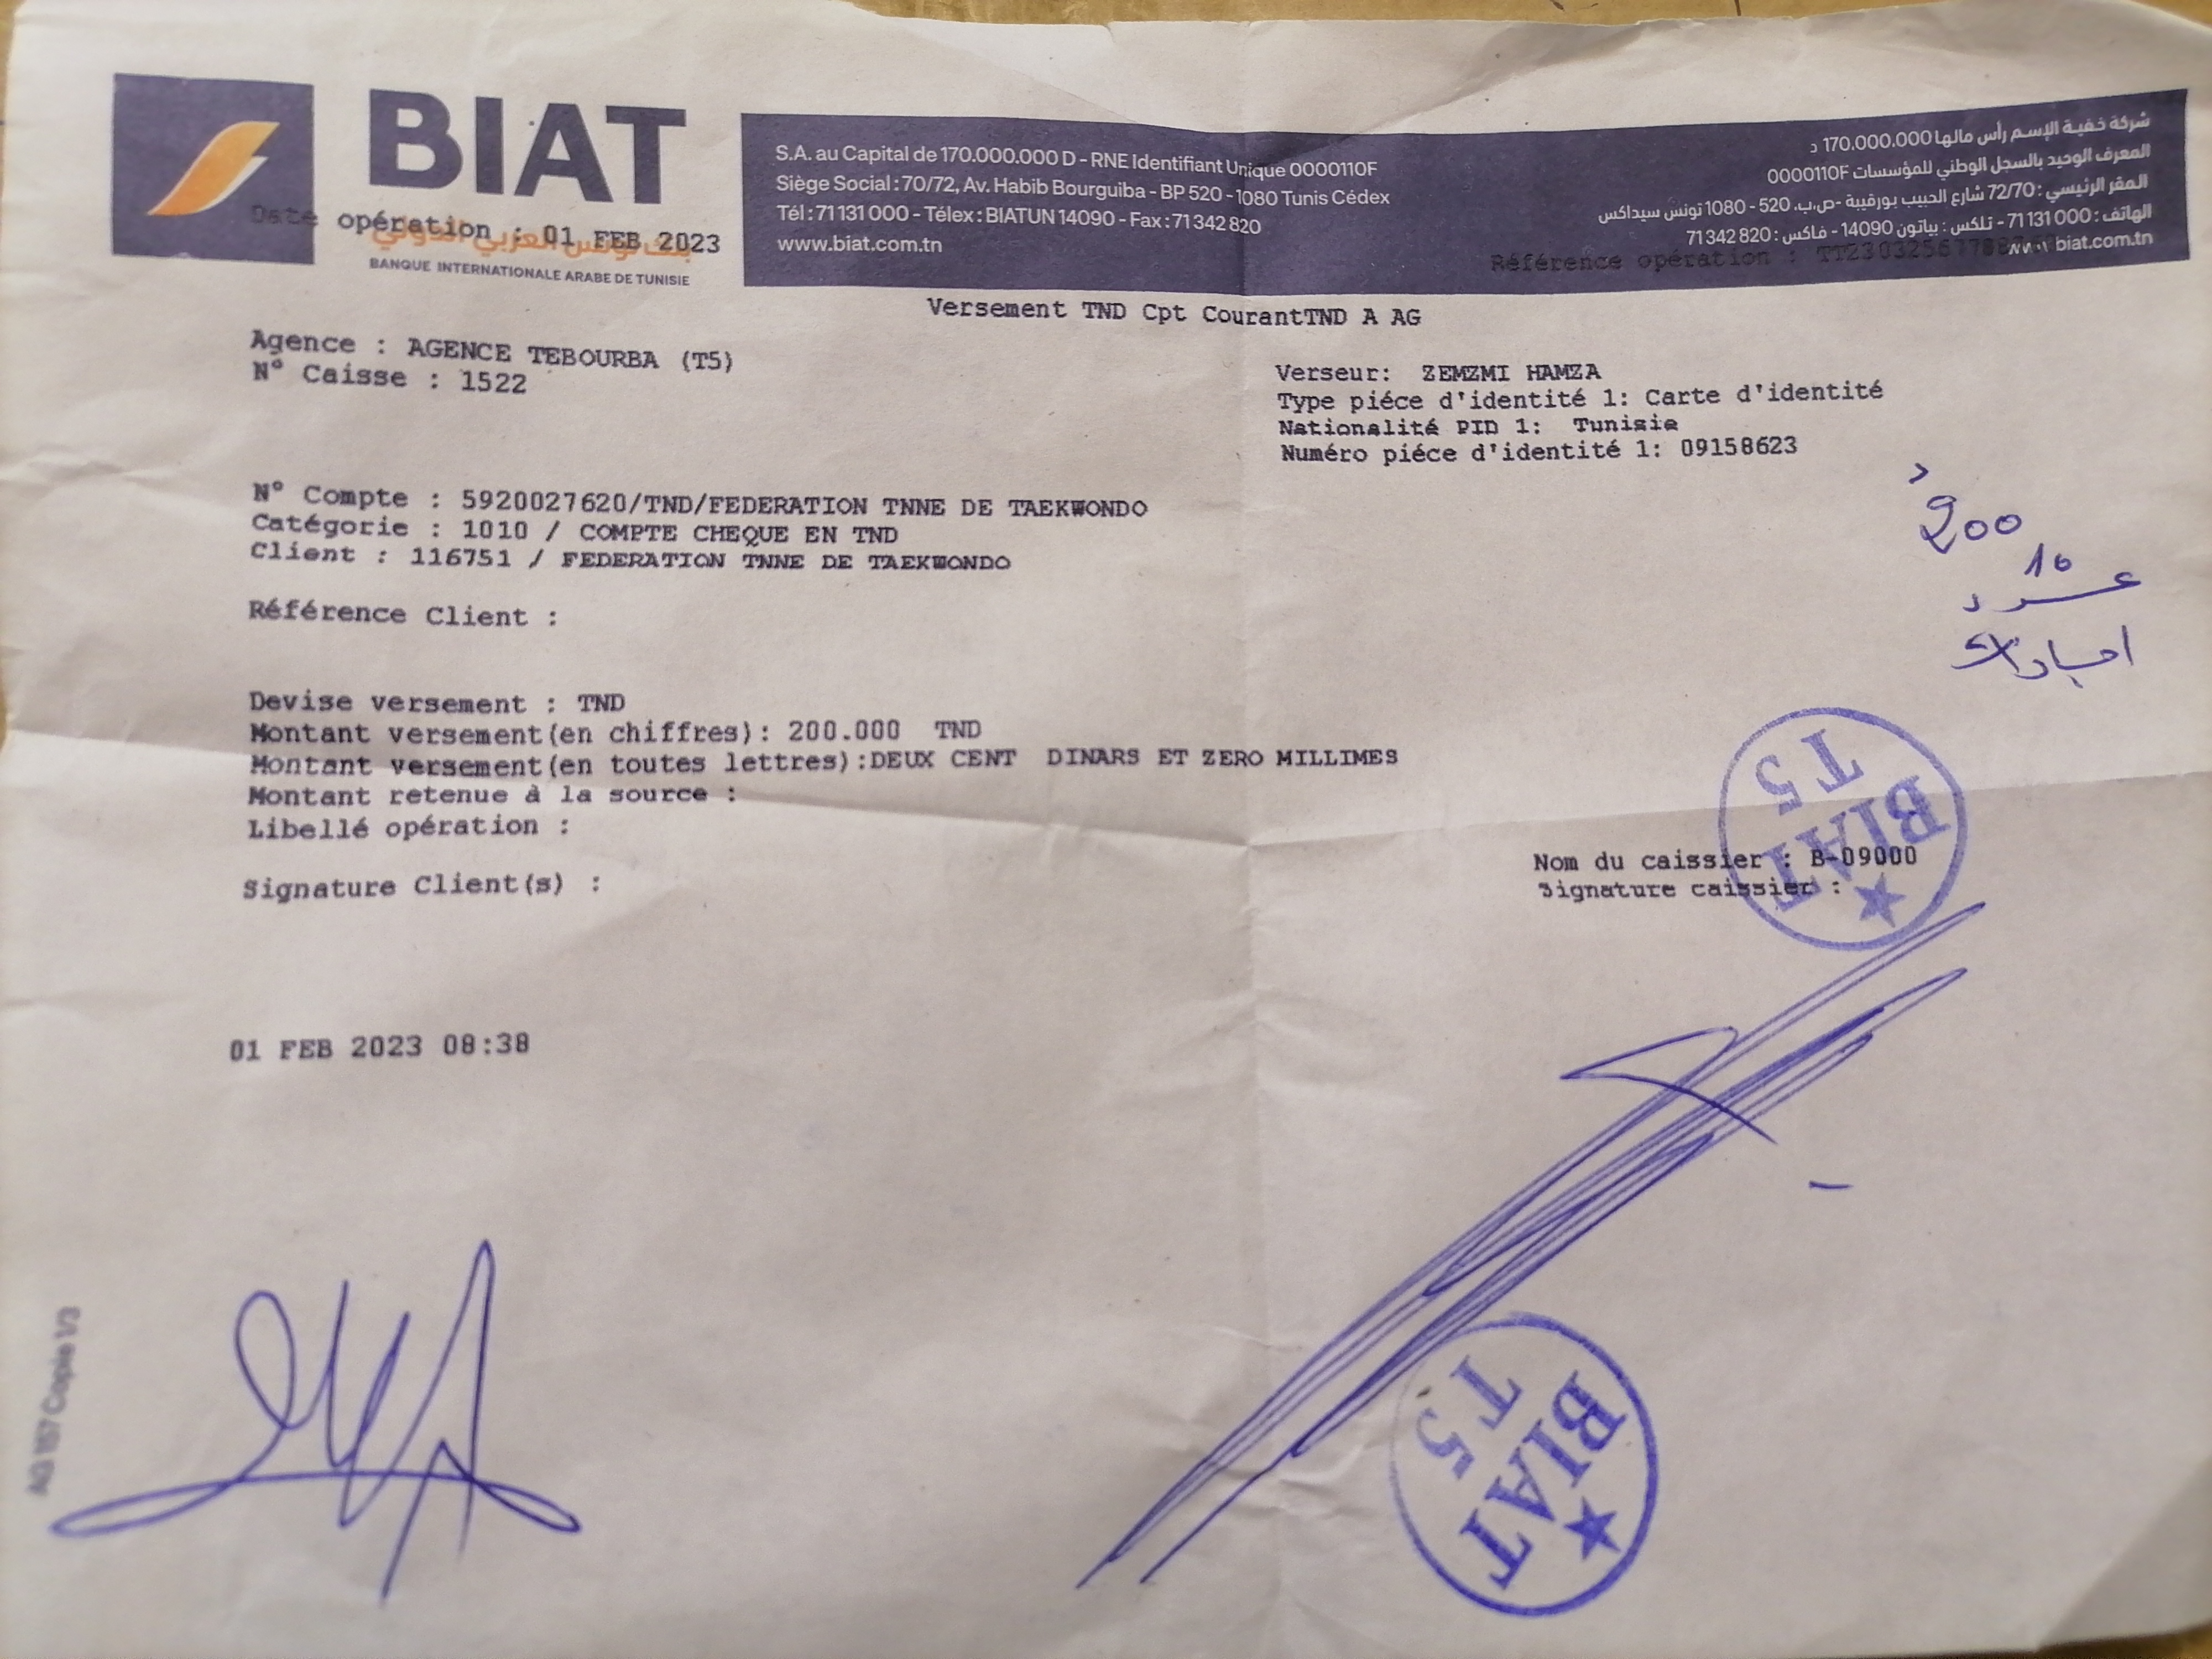 BIAT
بنك تونس العربي الدولي
BANQUE INTERNATIONALE ARABE DE TUNISIE
S.A. au Capital de 170.000.000 D - RNE Identifiant Unique 0000110F
Siège Social : 70/72, Av. Habib Bourguiba - BP 520 - 1080 Tunis Cédex
Tél : 71 131 000 - Télex : BIATUN 14090 - Fax : 71 342 820
www.biat.com.tn
شركة خفية الإسم رأس مالها 170.000.000 د
المعرف الوحيد بالسجل الوطني للمؤسسات 0000110F
المقر الرئيسي : 72/70 شارع الحبيب بورقيبة -ص.ب. 520 - 1080 تونس سيداكس
الهاتف : 000 131 71 - تلكس : بياتون 14090 - فاكس : 820 342 71
www.biat.com.tn
Date opération : 01 FEB 2023
Référence opération :
Versement TND Cpt CourantTND A AG
Agence : AGENCE TEBOURBA (T5)
N° Caisse : 1522
Verseur: ZEMZMI HAMZA
Type piéce d'identité 1: Carte d'identité
Nationalité PID 1: Tunisie
Numéro piéce d'identité 1: 09158623
N° Compte : 5920027620/TND/FEDERATION TNNE DE TAEKWONDO
Catégorie : 1010 / COMPTE CHEQUE EN TND
Client : 116751 / FEDERATION TNNE DE TAEKWONDO
Référence Client :
200
10
عدد
Devise versement : TND
Montant versement(en chiffres): 200.000 TND
Montant versement(en toutes lettres):DEUX CENT DINARS ET ZERO MILLIMES
Montant retenue à la source :
Libellé opération :
Signature Client(s) :
Nom du caissier : B-09000
Signature caissier :
BIAT
T5
01 FEB 2023 08:38
BIAT
T5
AG 157 Copie 1/3